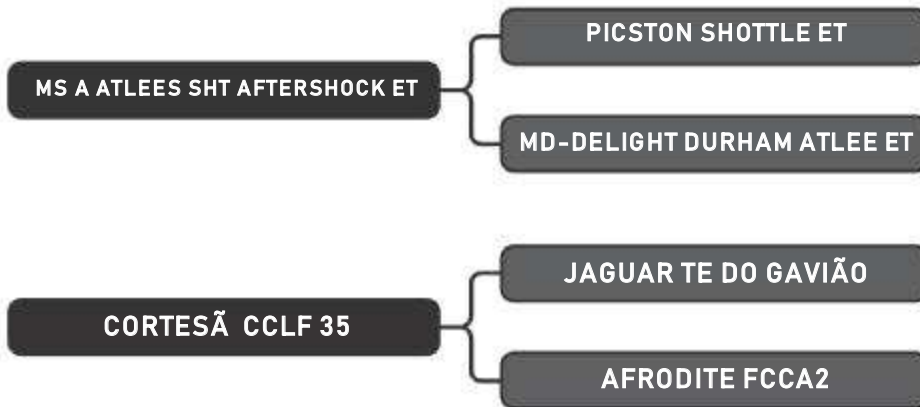 PICSTON SHOTTLE ET
MS A ATLEES SHT AFTERSHOCK ET
MD-DELIGHT DURHAM ATLEE ET
JAGUAR TE DO GAVIÃO
CORTESÃ CCLF 35
AFRODITE FCCA2